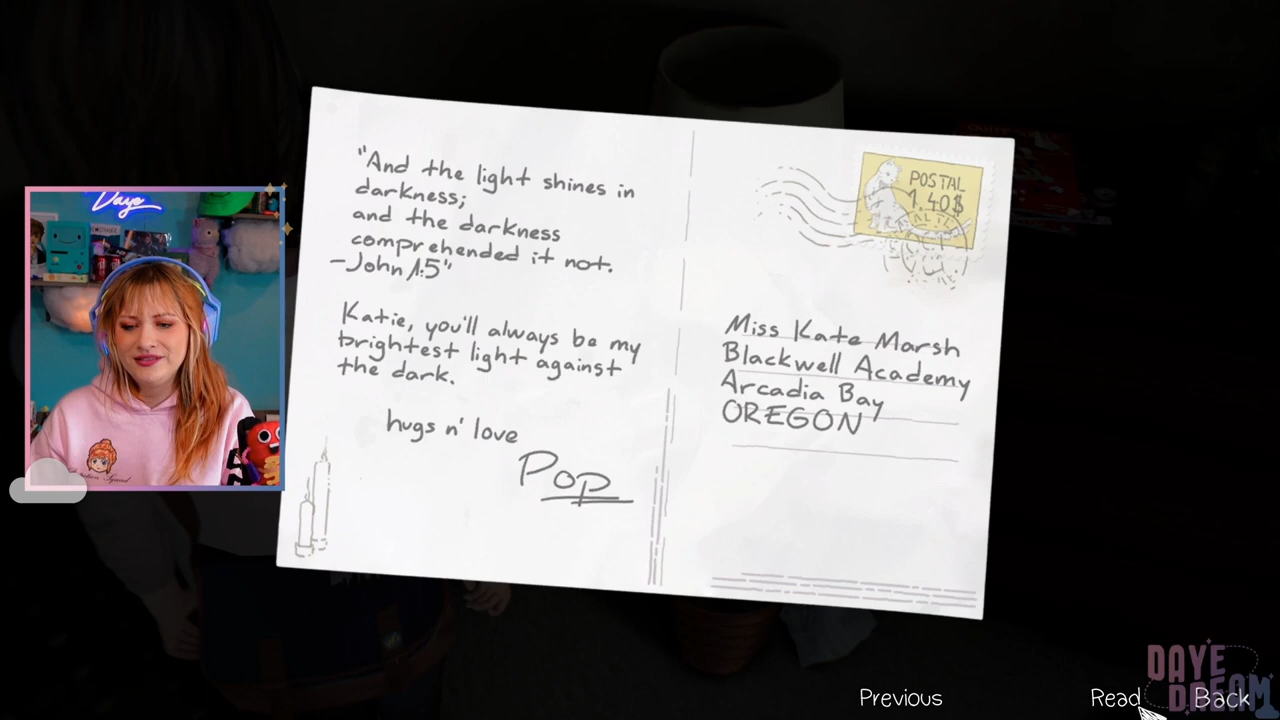 "And the light shines in
darkness;
and the darkness
comprehended it not.
-John 1:5"
Katie, you'll always be my
brightest light against
the dark.
hugs n' love
Pop
POSTAL
1.40$
Miss Kate Marsh
Blackwell Academy
Arcadia Bay
OREGON
Daye
Previous
Read
Back
DAYE
DREAM